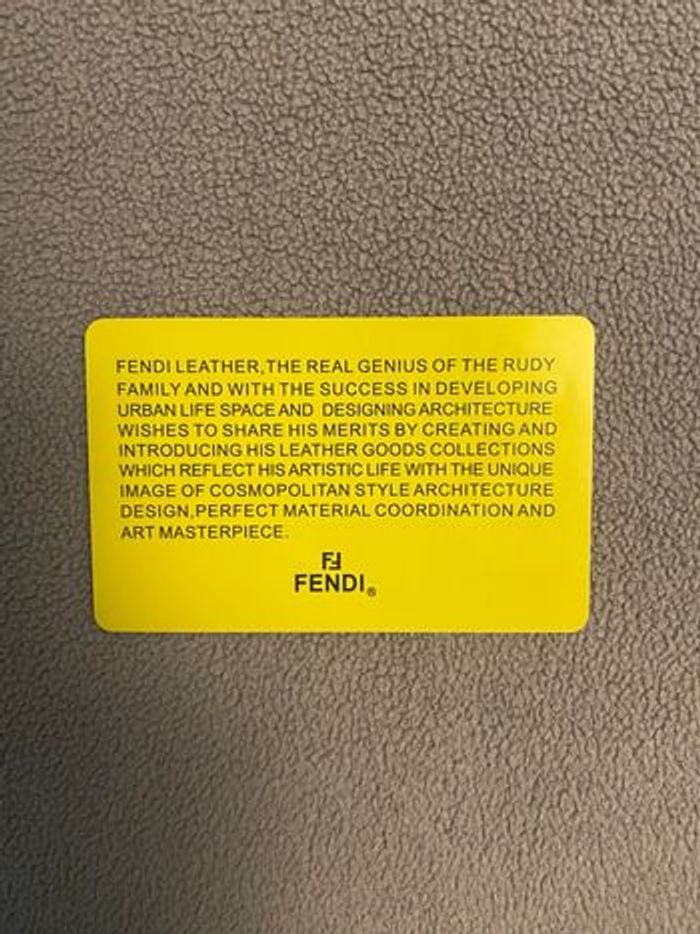 FENDI LEATHER,THE REAL GENIUS OF THE RUDY
FAMILY AND WITH THE SUCCESS IN DEVELOPING
URBAN LIFE SPACE AND DESIGNING ARCHITECTURE
WISHES TO SHARE HIS MERITS BY CREATING AND
INTRODUCING HIS LEATHER GOODS COLLECTIONS
WHICH REFLECT HIS ARTISTIC LIFE WITH THE UNIQUE
IMAGE OF COSMOPOLITAN STYLE ARCHITECTURE
DESIGN,PERFECT MATERIAL COORDINATION AND
ART MASTERPIECE.
FF
FENDI®